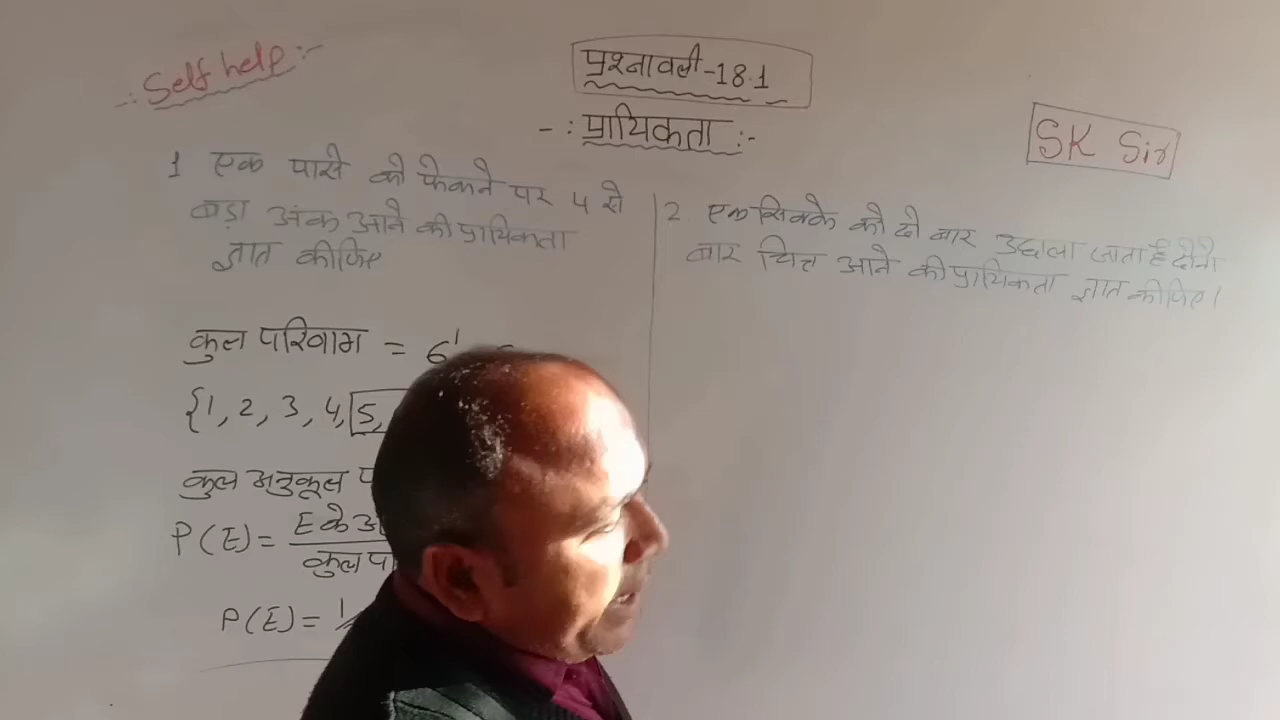 Self help :-
प्रश्नावली-18.1
-: प्रायिकता :-
SK Sir
1 एक पासे को फेकने पर 4 से
बड़ा अंक आने की प्रायिकता
ज्ञात कीजिए
कुल परिणाम = 6
{1, 2, 3, 4, 5,
कुल अनुकूल प
P(E) = E के अ
कुल प
P(E) = 1
2. एक सिक्के को दो बार उछाला जाता है दोनो
बार चित्त आने की प्रायिकता ज्ञात कीजिए।